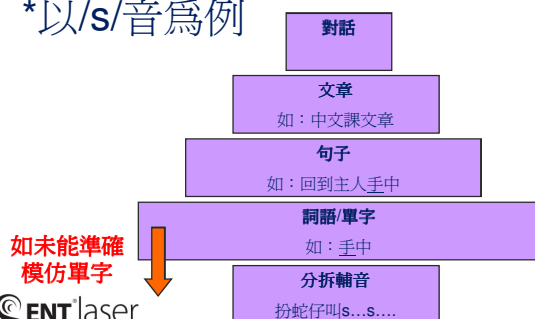 *以/s/音爲例
對話
文章
如：中文課文章
句子
如：回到主人手中
詞語/單字
如：手中
如未能準確
模仿單字
分拆輔音
扮蛇仔叫s…s….
ENT laser